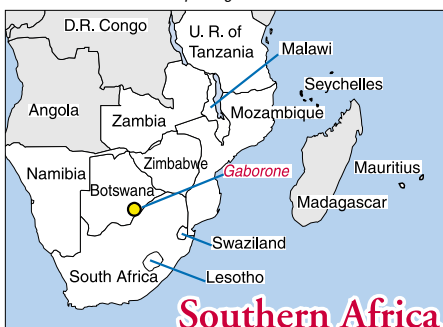 D.R. Congo
U. R. of
Tanzania
Malawi
Seychelles
Angola
Mozambique
Zambia
Zimbabwe
Mauritius
Namibia
Gaborone
Botswana
Madagascar
Swaziland
South Africa
Lesotho
Southern Africa